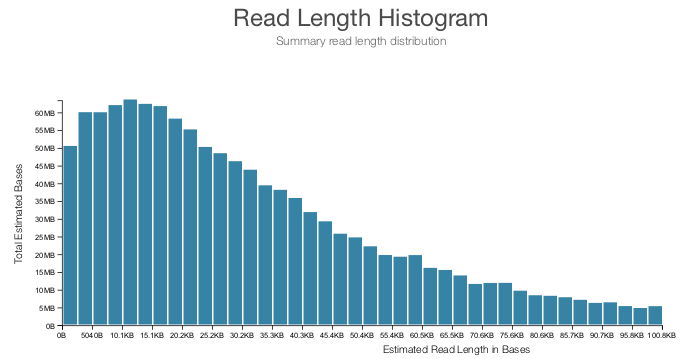 Read Length Histogram
Summary read length distribution
Total Estimated Bases
60MB
55MB
50MB
45MB
40MB
35MB
30MB
25MB
20MB
15MB
10MB
5MB
0B
0B 5040B 10.1KB 15.1KB 20.2KB 25.2KB 30.2KB 35.3KB 40.3KB 45.4KB 50.4KB 55.4KB 60.5KB 65.5KB 70.6KB 75.6KB 80.6KB 85.7KB 90.7KB 95.8KB 100.8KB
Estimated Read Length in Bases